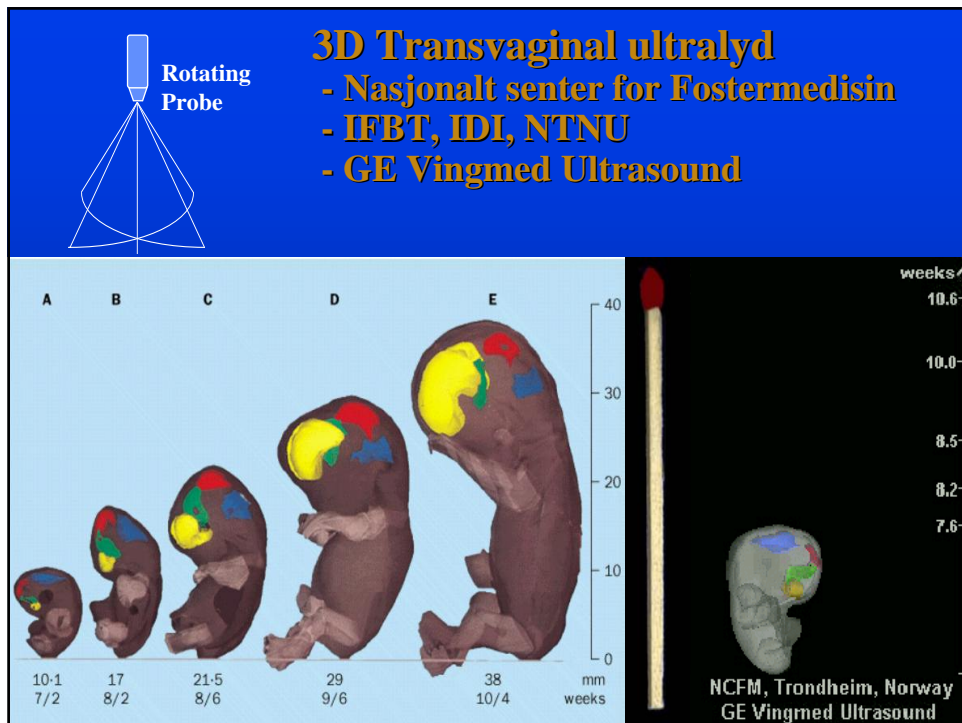 Rotating
Probe
3D Transvaginal ultralyd
- Nasjonalt senter for Fostermedisin
- IFBT, IDI, NTNU
- GE Vingmed Ultrasound
A B C D E
40
30
20
10
0
10·1 17 21·5 29 38 mm
7/2 8/2 8/6 9/6 10/4 weeks
weeks
10.6
10.0
8.5
8.2
7.6
NCFM, Trondheim, Norway
GE Vingmed Ultrasound